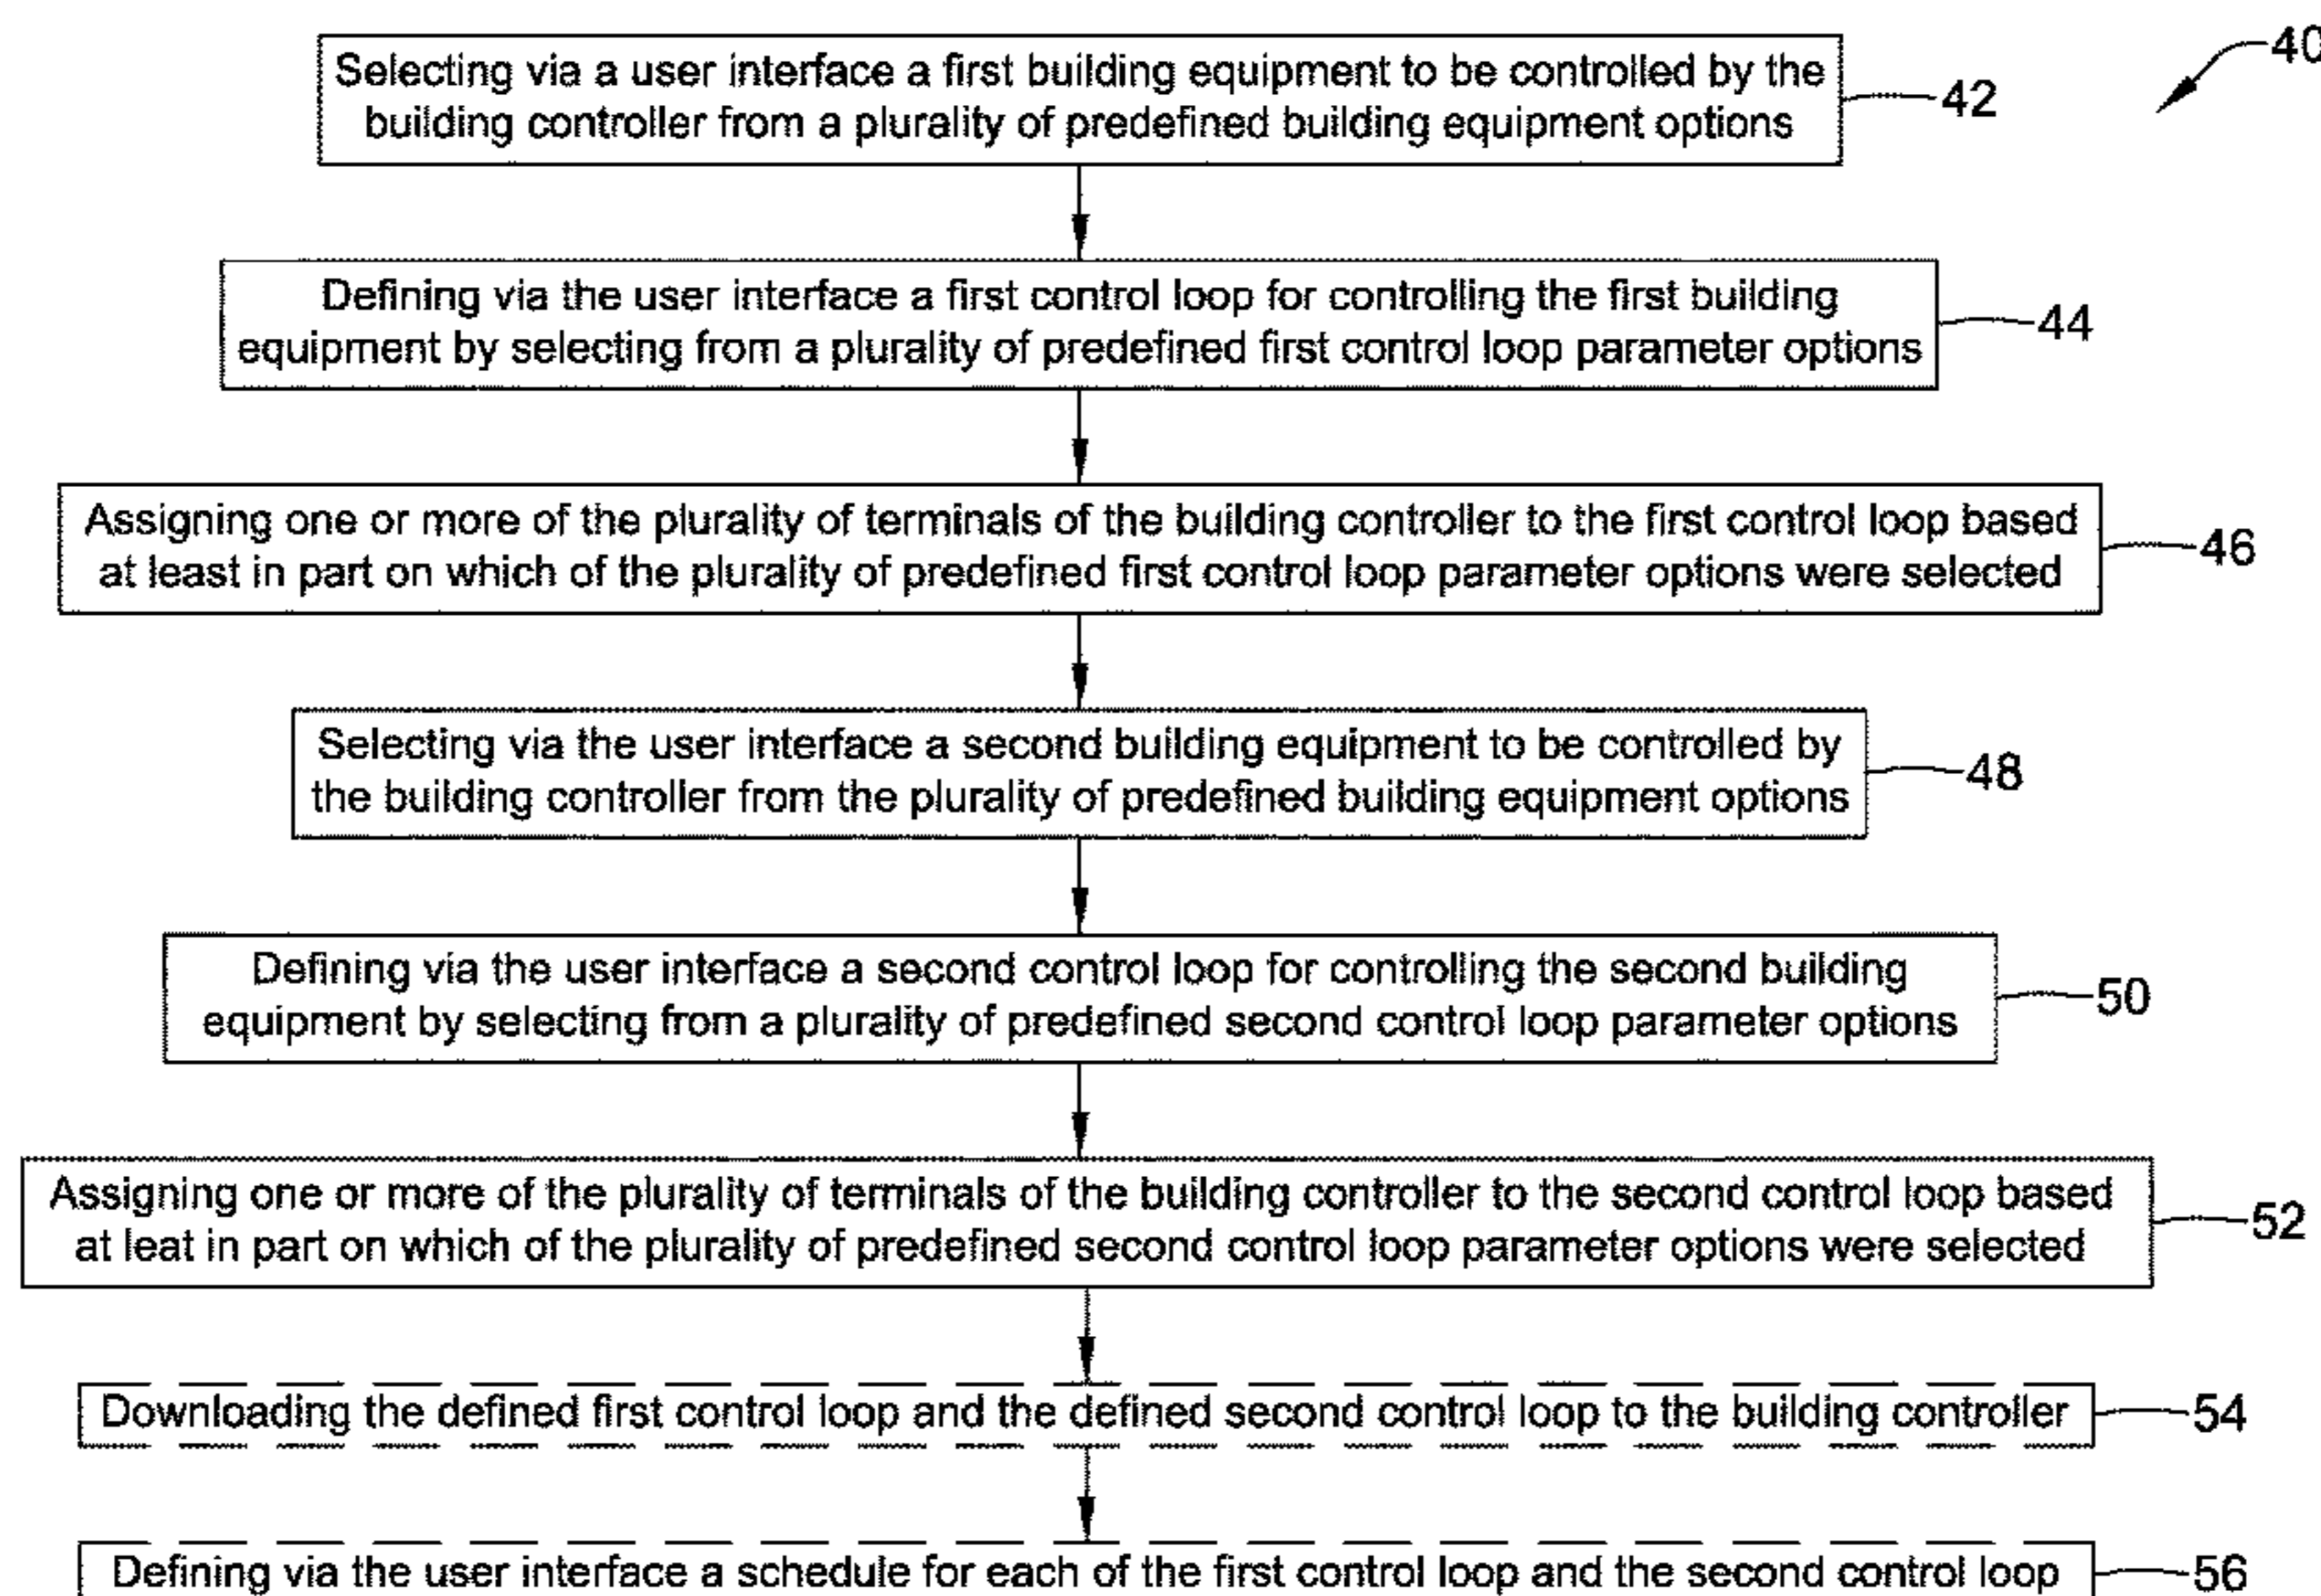 40
Selecting via a user interface a first building equipment to be controlled by the
building controller from a plurality of predefined building equipment options
42
Defining via the user interface a first control loop for controlling the first building
equipment by selecting from a plurality of predefined first control loop parameter options
44
Assigning one or more of the plurality of terminals of the building controller to the first control loop based
at least in part on which of the plurality of predefined first control loop parameter options were selected
46
Selecting via the user interface a second building equipment to be controlled by
the building controller from the plurality of predefined building equipment options
48
Defining via the user interface a second control loop for controlling the second building
equipment by selecting from a plurality of predefined second control loop parameter options
50
Assigning one or more of the plurality of terminals of the building controller to the second control loop based
at leat in part on which of the plurality of predefined second control loop parameter options were selected
52
Downloading the defined first control loop and the defined second control loop to the building controller
54
Defining via the user interface a schedule for each of the first control loop and the second control loop
56